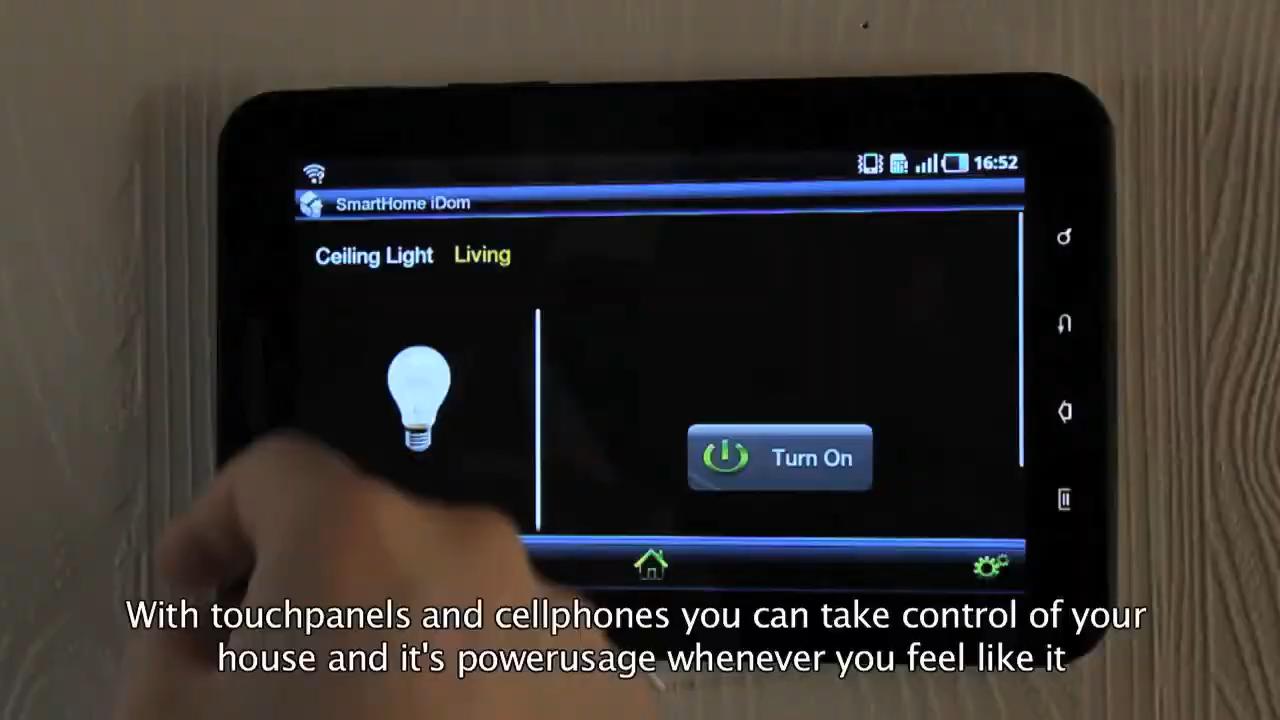 16:52
SmartHome iDom
Ceiling Light Living
Turn On
With touchpanels and cellphones you can take control of your
house and it's powerusage whenever you feel like it